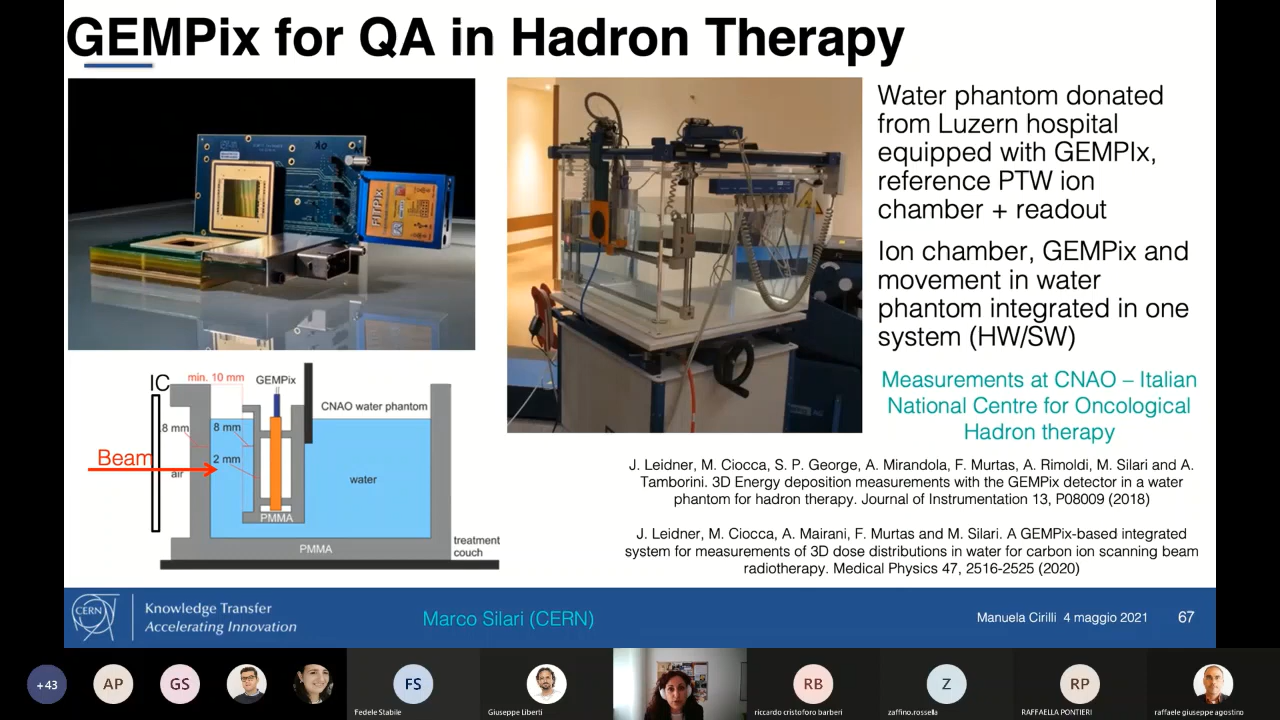 GEMPix for QA in Hadron Therapy
FITPix
Water phantom donated
from Luzern hospital
equipped with GEMPIx,
reference PTW ion
chamber + readout
Ion chamber, GEMPix and
movement in water
phantom integrated in one
system (HW/SW)
Measurements at CNAO – Italian
National Centre for Oncological
Hadron therapy
IC
min. 10 mm
GEMPix
CNAO water phantom
8 mm
8 mm
Beam
2 mm
air
water
PMMA
PMMA
treatment
couch
J. Leidner, M. Ciocca, S. P. George, A. Mirandola, F. Murtas, A. Rimoldi, M. Silari and A.
Tamborini. 3D Energy deposition measurements with the GEMPix detector in a water
phantom for hadron therapy. Journal of Instrumentation 13, P08009 (2018)
J. Leidner, M. Ciocca, A. Mairani, F. Murtas and M. Silari. A GEMPix-based integrated
system for measurements of 3D dose distributions in water for carbon ion scanning beam
radiotherapy. Medical Physics 47, 2516-2525 (2020)
CERN
Knowledge Transfer
Accelerating Innovation
Marco Silari (CERN)
Manuela Cirilli 4 maggio 2021
67
+43
AP
GS
FS
RB
Z
RP
Fedele Stabile
Giuseppe Liberti
riccardo cristoforo barberi
zaffino.rossella
RAFFAELLA PONTIERI
raffaele giuseppe agostino